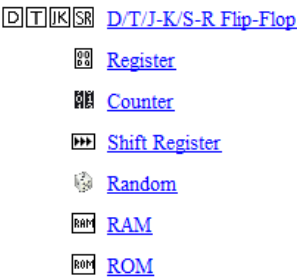 D T JK SR D/T/J-K/S-R Flip-Flop
Register
Counter
Shift Register
Random
RAM RAM
ROM ROM